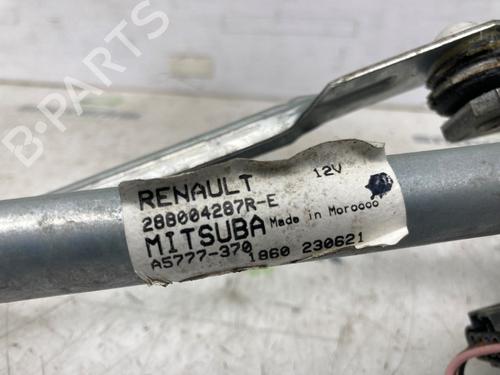 B-PARTS
RENAULT 12V
288004287R-E
MITSUBA Made in Morocco
A5777-370 1860 230621